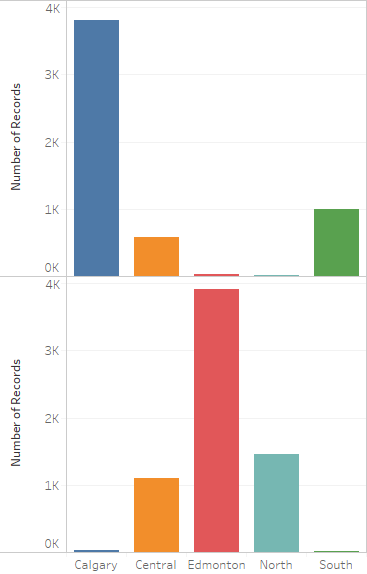 4K
3K
2K
1K
0K
Number of Records
4K
3K
2K
1K
0K
Number of Records
Calgary Central Edmonton North South